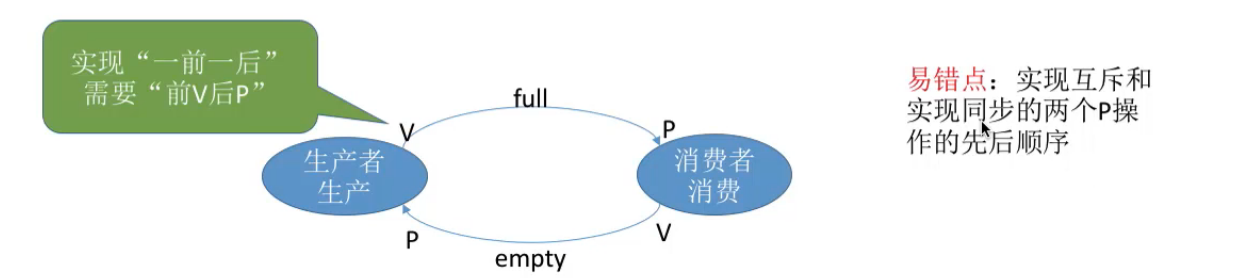 实现“一前一后”
需要“前V后P”
full
V
P
生产者
生产
消费者
消费
P
V
empty
易错点：实现互斥和
实现同步的两个P操
作的先后顺序